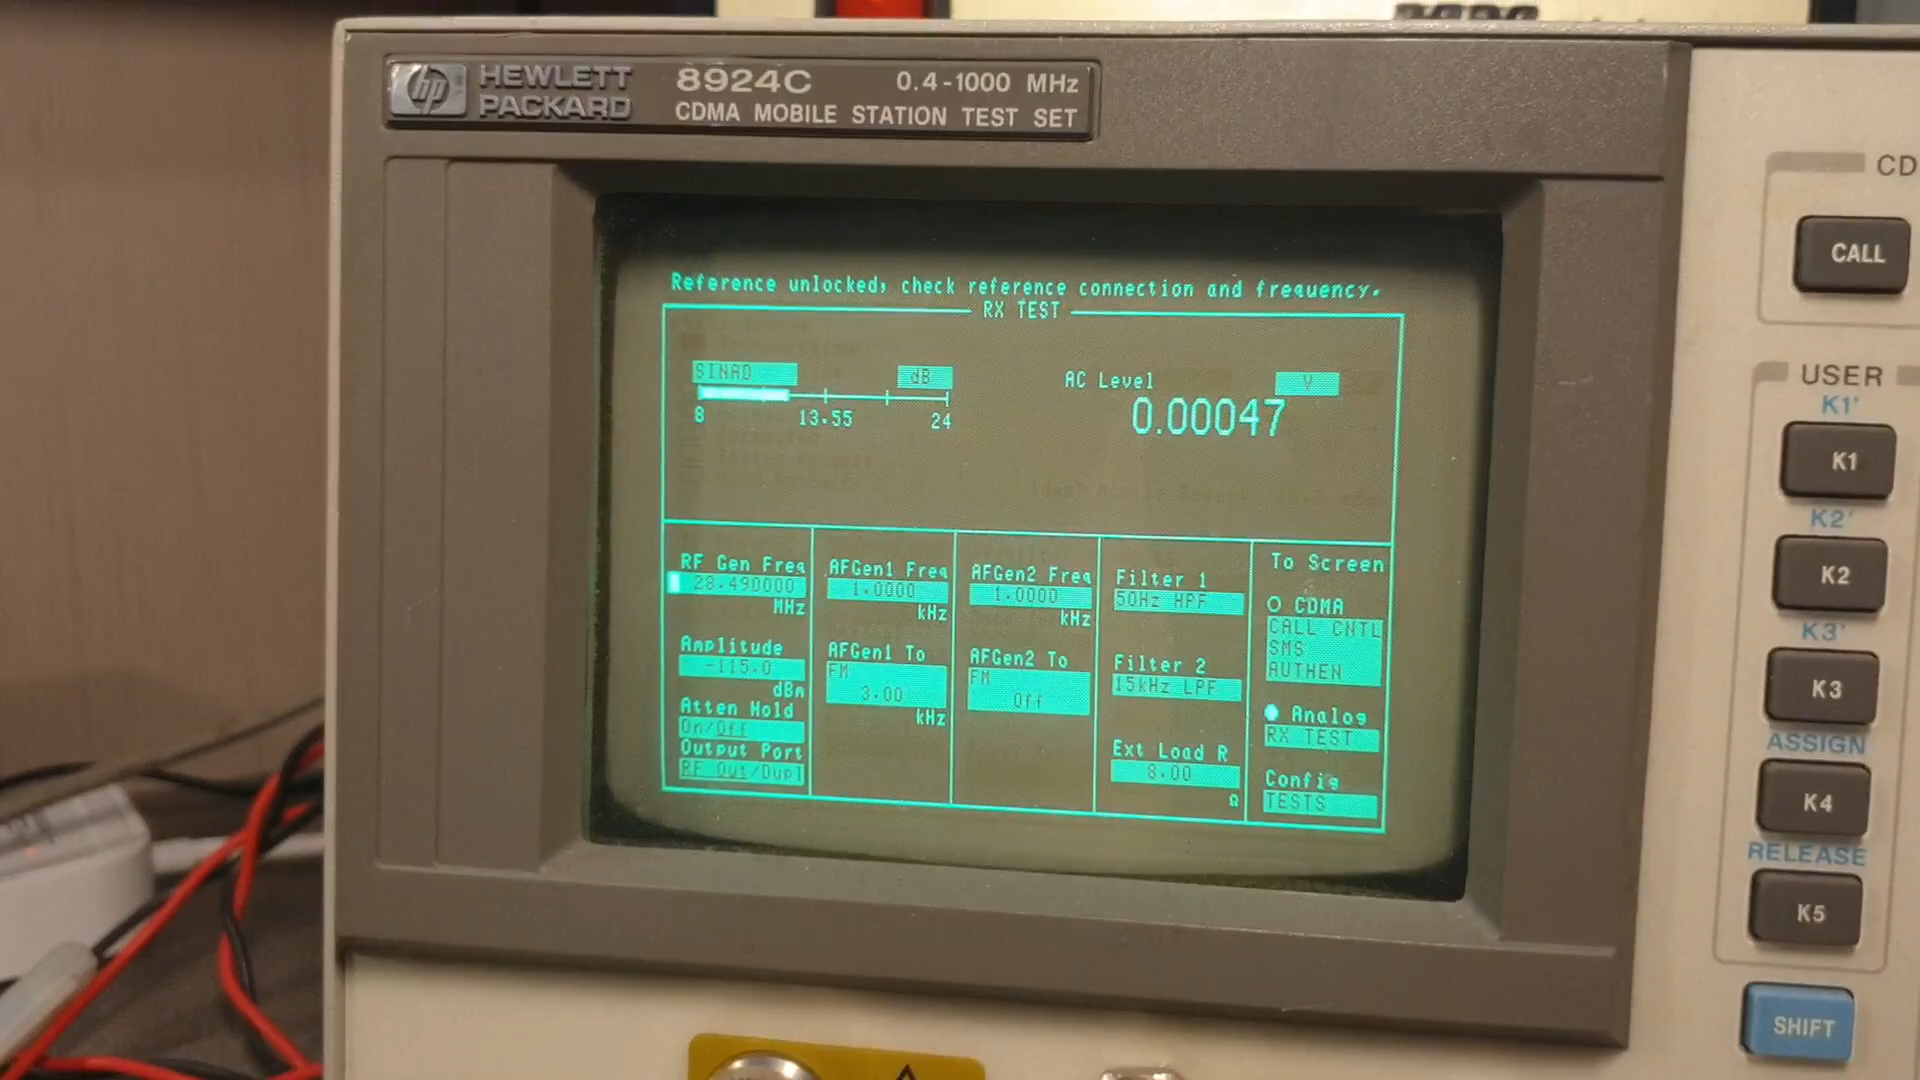 hp HEWLETT PACKARD
8924C 0.4-1000 MHz
CDMA MOBILE STATION TEST SET
Reference unlocked, check reference connection and frequency.
RX TEST
SINAD dB
8 13.55 24
AC Level V
0.00047
RF Gen Freq
28.490000
MHz
Amplitude
-115.0
dBm
Atten Hold
On/Off
Output Port
RF Out/Dupl
AFGen1 Freq
1.0000
kHz
AFGen1 To
FM
3.00
kHz
AFGen2 Freq
1.0000
kHz
AFGen2 To
FM
Off
Filter 1
50Hz HPF
Filter 2
15kHz LPF
Ext Load R
8.00
Ω
To Screen
CDMA
CALL CNTL
SMS
AUTHEN
Analog
RX TEST
Config
TESTS
CD
CALL
USER
K1'
K1
K2'
K2
K3'
K3
ASSIGN
K4
RELEASE
K5
SHIFT